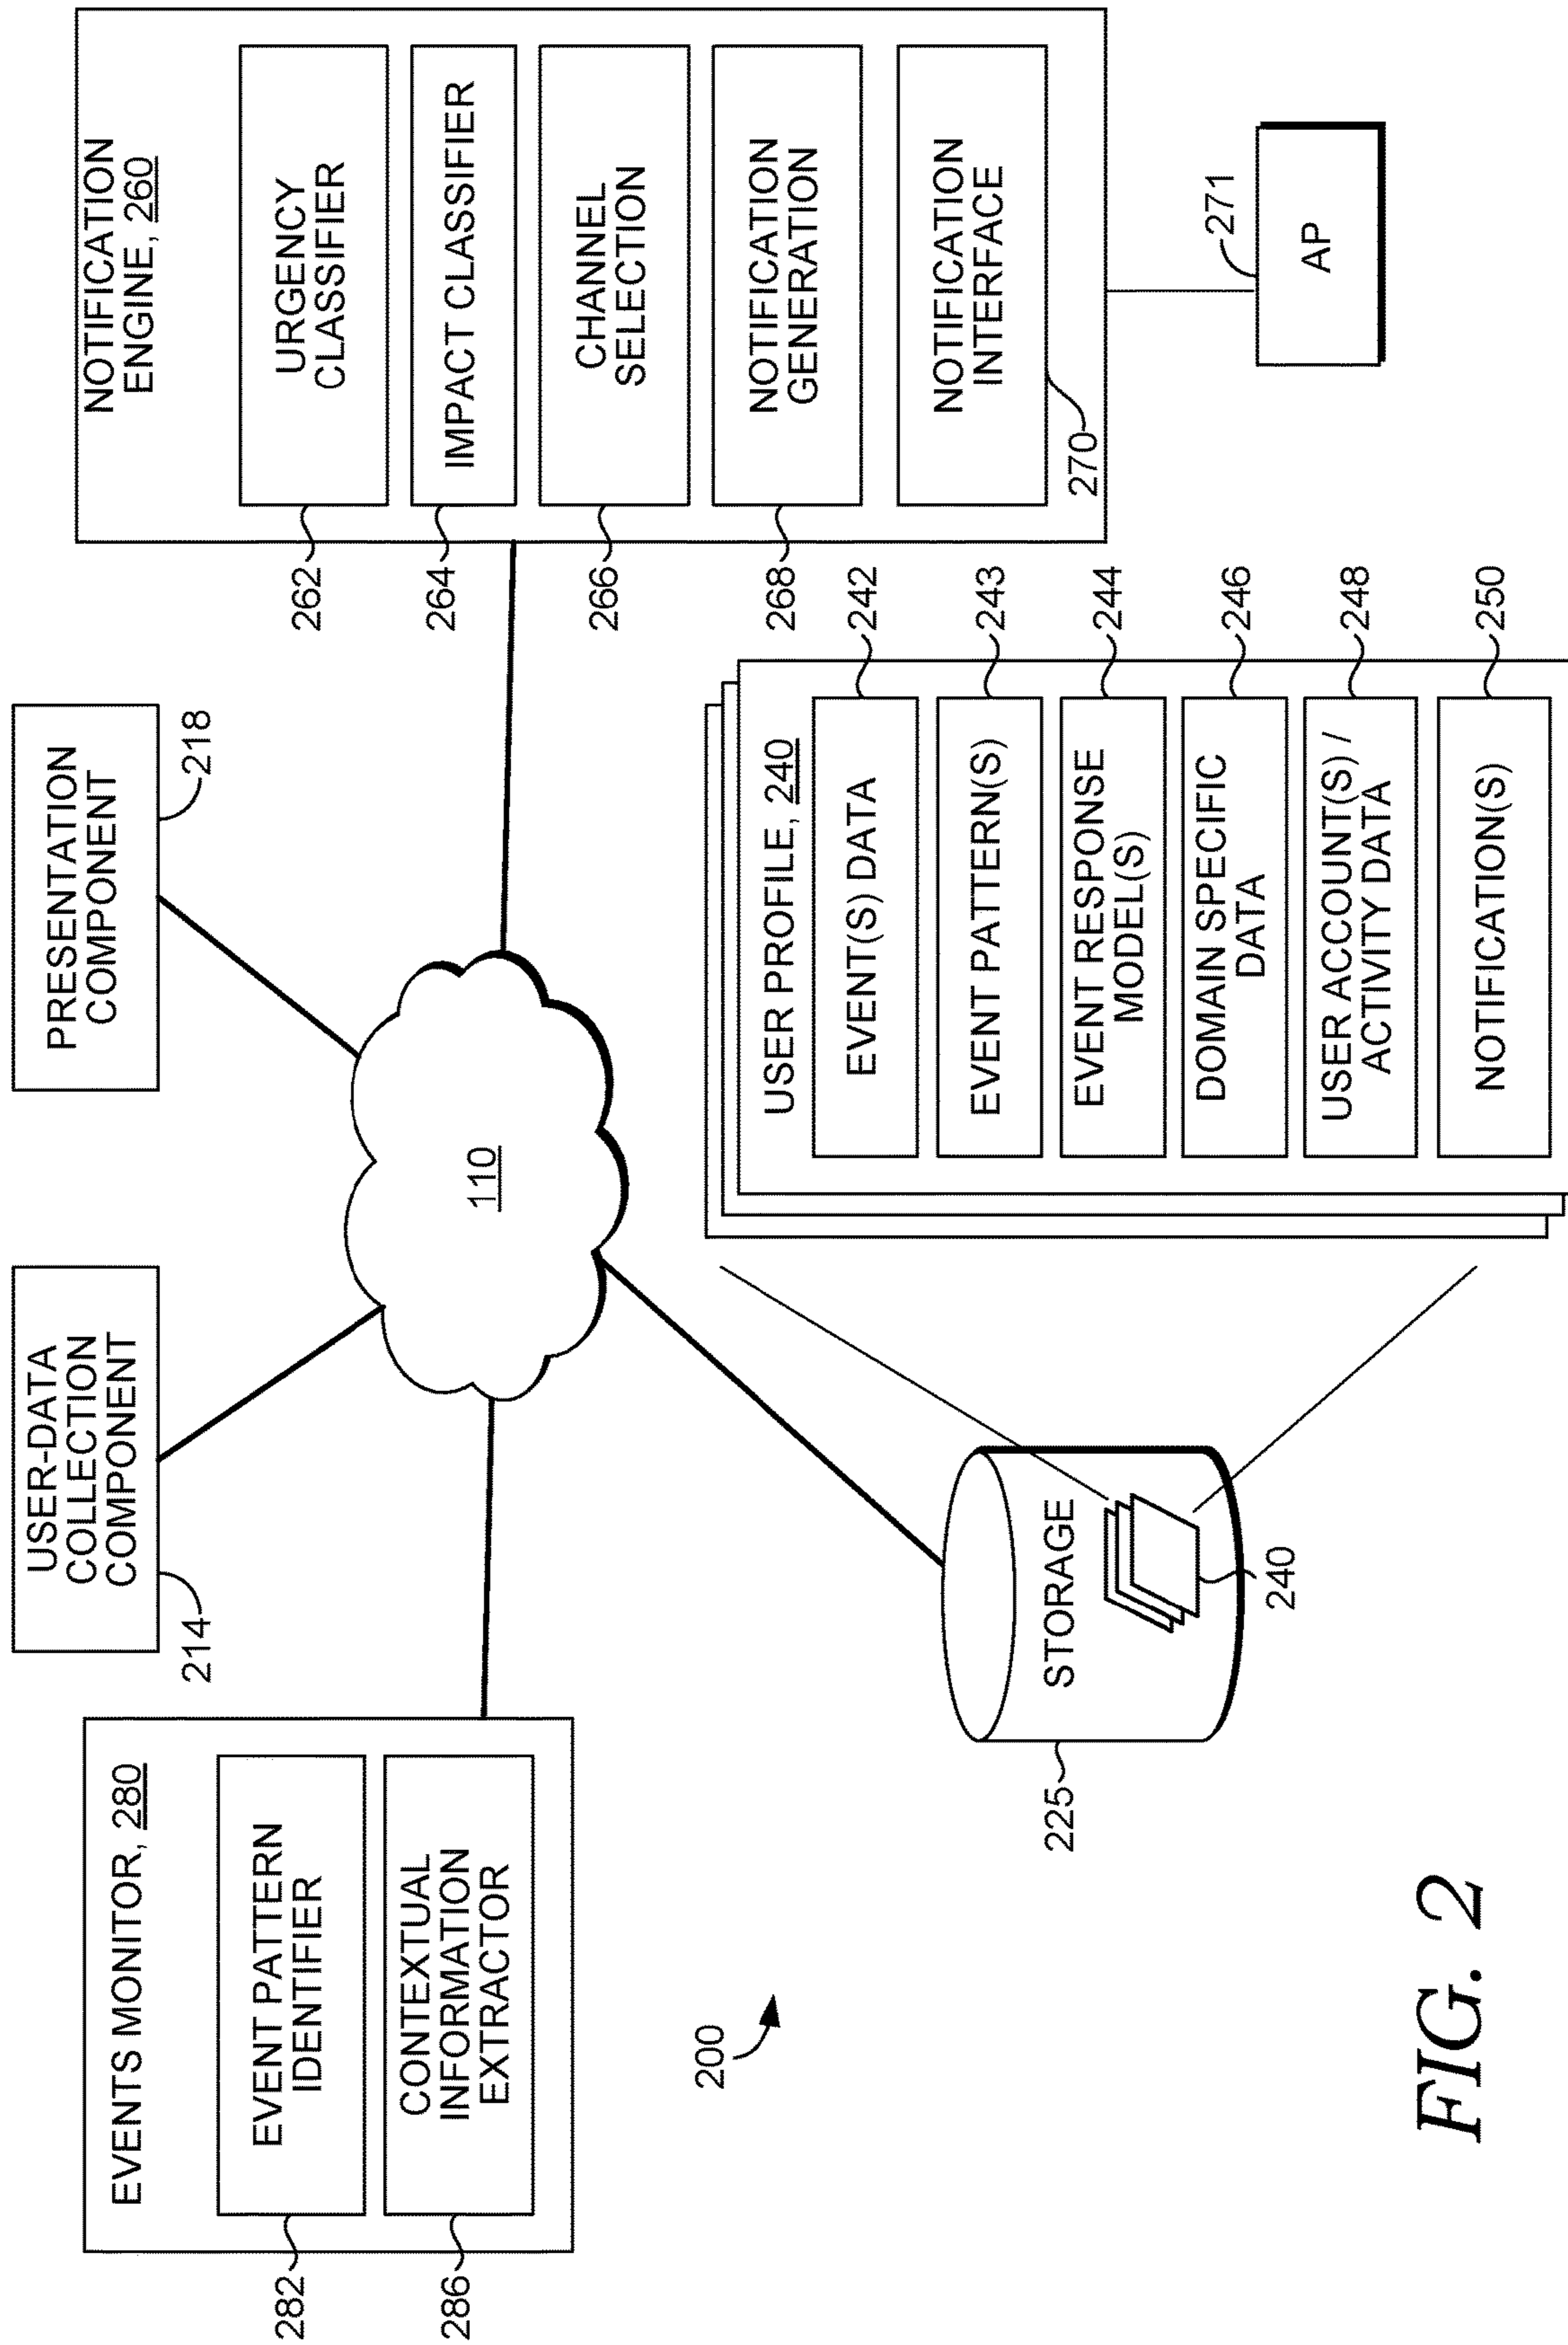 USER-DATA
COLLECTION
COMPONENT
214
PRESENTATION
COMPONENT
218
EVENTS MONITOR, 280
EVENT PATTERN
IDENTIFIER
282
CONTEXTUAL
INFORMATION
EXTRACTOR
286
110
NOTIFICATION
ENGINE, 260
URGENCY
CLASSIFIER
262
IMPACT CLASSIFIER
264
CHANNEL
SELECTION
266
NOTIFICATION
GENERATION
268
NOTIFICATION
INTERFACE
270
271
AP
200
225
STORAGE
240
USER PROFILE, 240
EVENT(S) DATA
242
EVENT PATTERN(S)
243
EVENT RESPONSE
MODEL(S)
244
DOMAIN SPECIFIC
DATA
246
USER ACCOUNT(S) /
ACTIVITY DATA
248
NOTIFICATION(S)
250
FIG. 2